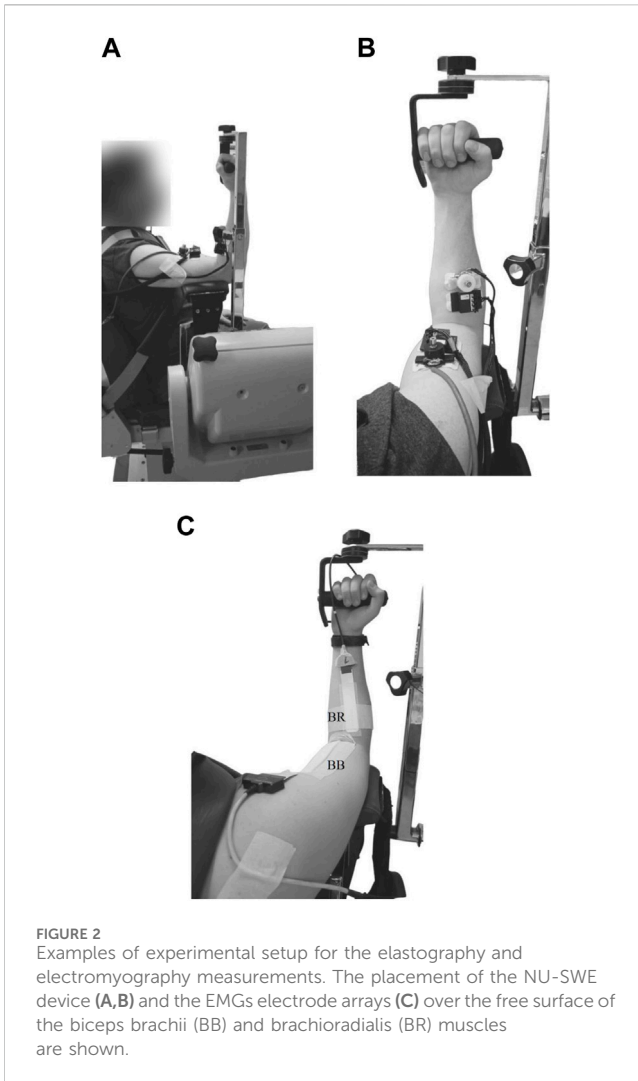 A
B
C
BR
BB
FIGURE 2
Examples of experimental setup for the elastography and
electromyography measurements. The placement of the NU-SWE
device (A,B) and the EMGs electrode arrays (C) over the free surface of
the biceps brachii (BB) and brachioradialis (BR) muscles
are shown.